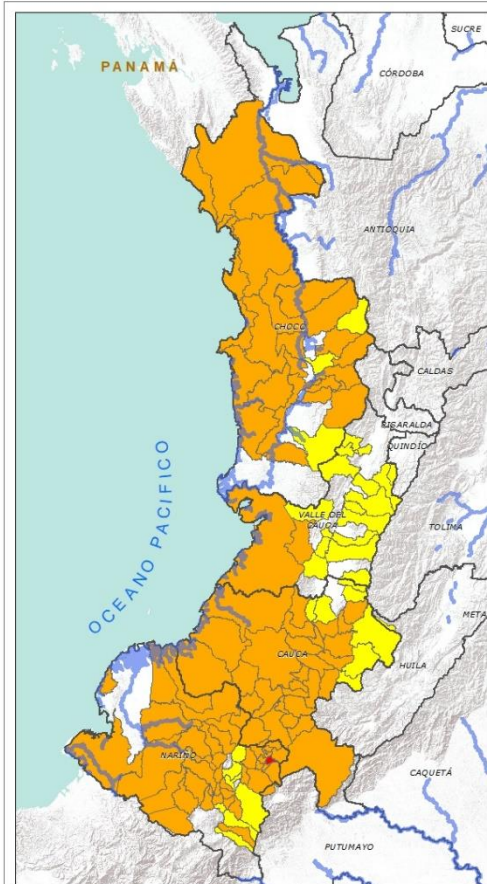 SUCRE
PANAMÁ
CÓRDOBA
ANTIOQUIA
CHOCÓ
CALDAS
RISARALDA
QUINDÍO
VALLE DEL
CAUCA
TOLIMA
OCEANO PACÍFICO
META
CAUCA
HUILA
NARIÑO
CAQUETÁ
PUTUMAYO